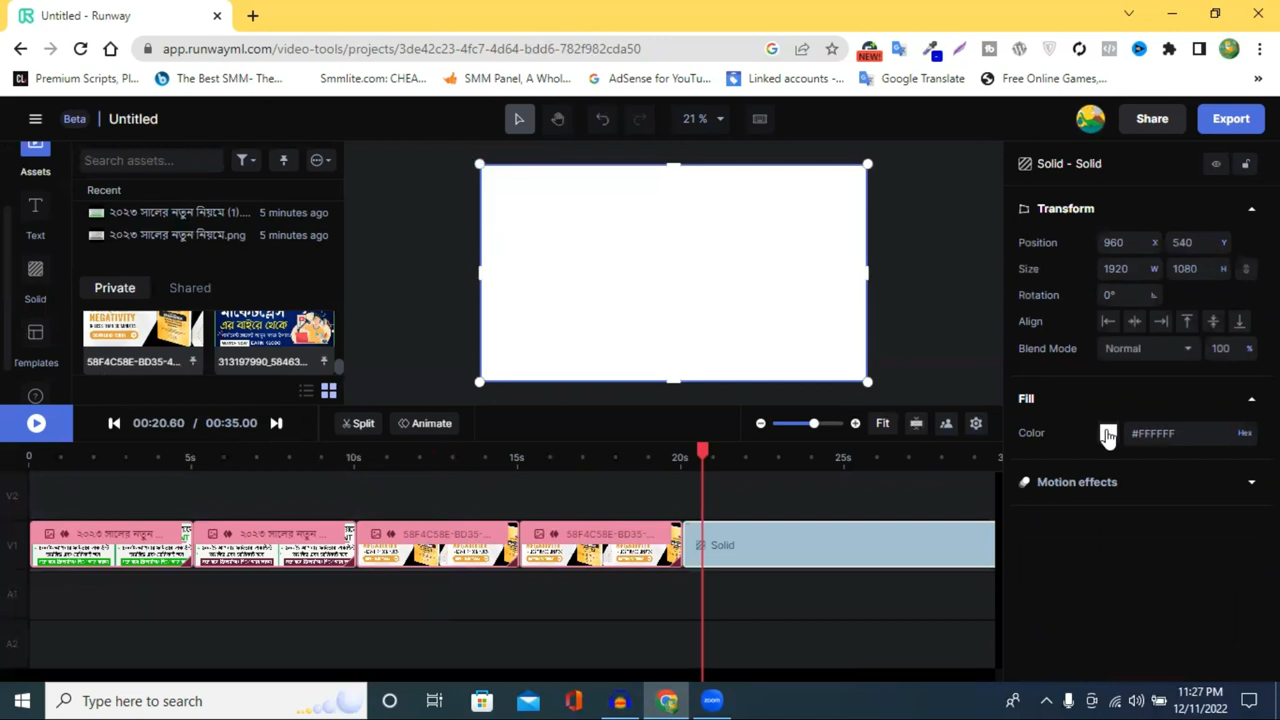 Untitled - Runway
app.runwayml.com/video-tools/projects/3de42c23-4fc7-4d64-bdd6-782f982cda50
NEW!
Premium Scripts, Pl...
The Best SMM- The...
Smmlite.com: CHEA...
SMM Panel, A Whol...
AdSense for YouTu...
Linked accounts -...
Google Translate
Free Online Games,...
Beta
Untitled
21 %
Share
Export
Assets
Search assets...
Recent
২০২৩ সালের নতুন নিয়মে (1)....
5 minutes ago
২০২৩ সালের নতুন নিয়মে.png
5 minutes ago
Text
Private
Shared
Solid
NEGATIVITY
মার্কেটপ্লেস
এর বাইরে থেকে
58F4C58E-BD35-4...
313197990_58463...
Templates
Solid - Solid
Transform
Position
960
X
540
Y
Size
1920
W
1080
H
Rotation
0°
Align
Blend Mode
Normal
100
%
Fill
Color
#FFFFFF
Hex
Motion effects
00:20.60 / 00:35.00
Split
Animate
Fit
0
5s
10s
15s
20s
25s
3
V2
V1
২০২৩ সালের নতুন ...
২০২৩ সালের নতুন ...
58F4C58E-BD35-...
58F4C58E-BD35-...
Solid
A1
A2
Type here to search
zoom
11:27 PM
12/11/2022